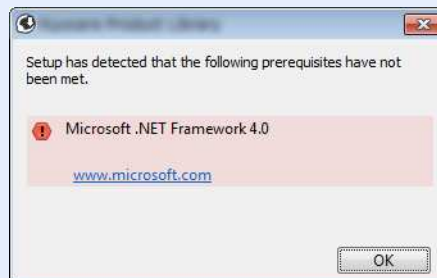 Setup has detected that the following prerequisites have not
been met.
Microsoft .NET Framework 4.0
www.microsoft.com
OK